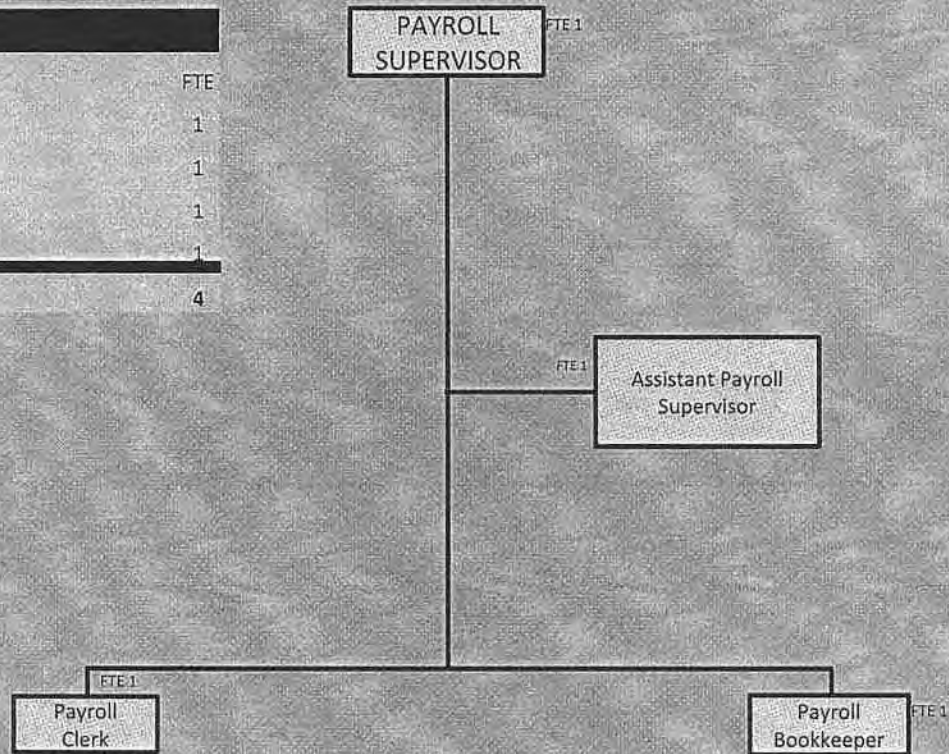 PAYROLL
SUPERVISOR
FTE 1
FTE
1
1
1
1
4
FTE 1
Assistant Payroll
Supervisor
FTE 1
Payroll
Clerk
Payroll
Bookkeeper
FTE 1